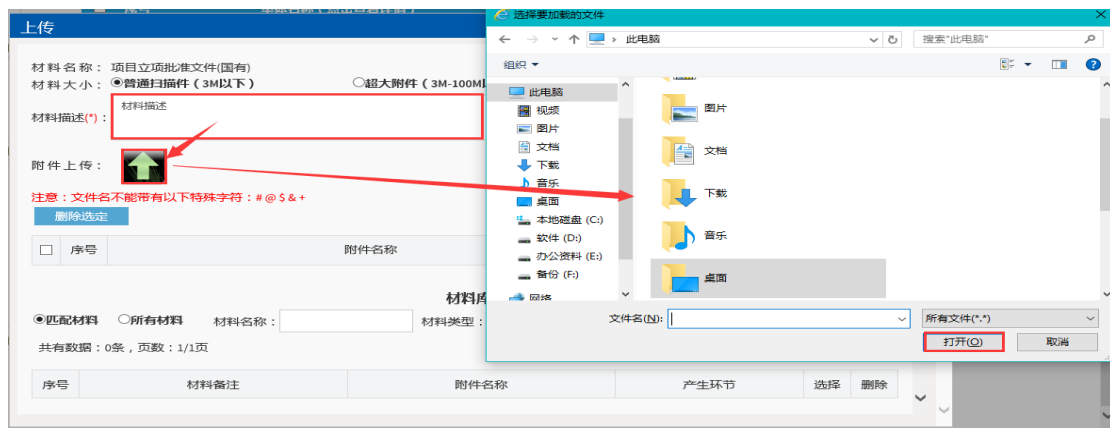 上传
材料名称： 项目立项批准文件(国有)
材料大小： 普通扫描件（3M以下） 超大附件（3M-100M
材料描述(*)： 材料描述
附件上传：
注意：文件名不能带有以下特殊字符：# @ $ & +
删除选定
序号 附件名称
材料库
匹配材料 所有材料 材料名称： 材料类型：
共有数据：0条，页数：1/1页
序号 材料备注 附件名称 产生环节 选择 删除
选择要加载的文件
此电脑 搜索"此电脑"
组织
此电脑
视频
图片
文档
下载
音乐
桌面
本地磁盘 (C:)
软件 (D:)
办公资料 (E:)
备份 (F:)
网络
图片
文档
下载
音乐
桌面
文件名(N): 所有文件(*.*)
打开(O) 取消